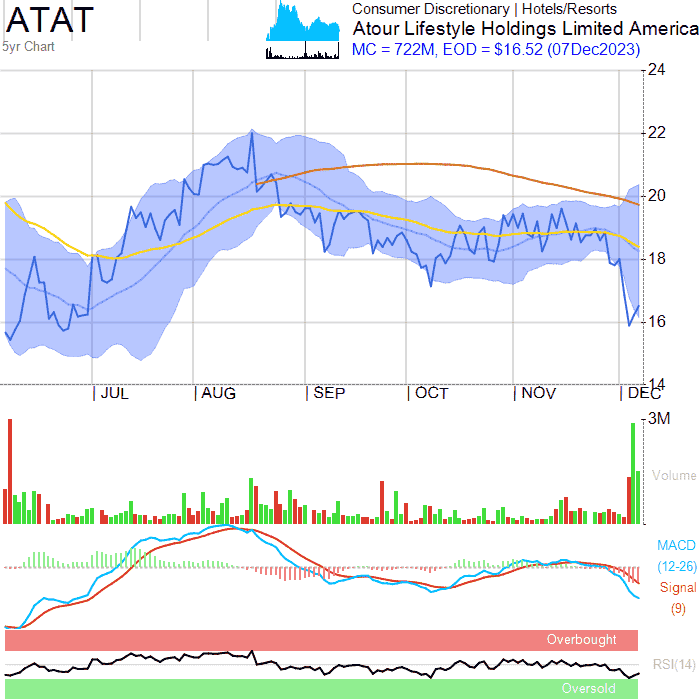 ATAT
5yr Chart
Consumer Discretionary | Hotels/Resorts
Atour Lifestyle Holdings Limited America
MC = 722M, EOD = $16.52 (07Dec2023)
24
22
20
18
16
14
JUL AUG SEP OCT NOV DEC
3M
Volume
MACD
(12-26)
Signal
(9)
Overbought
RSI(14)
Oversold